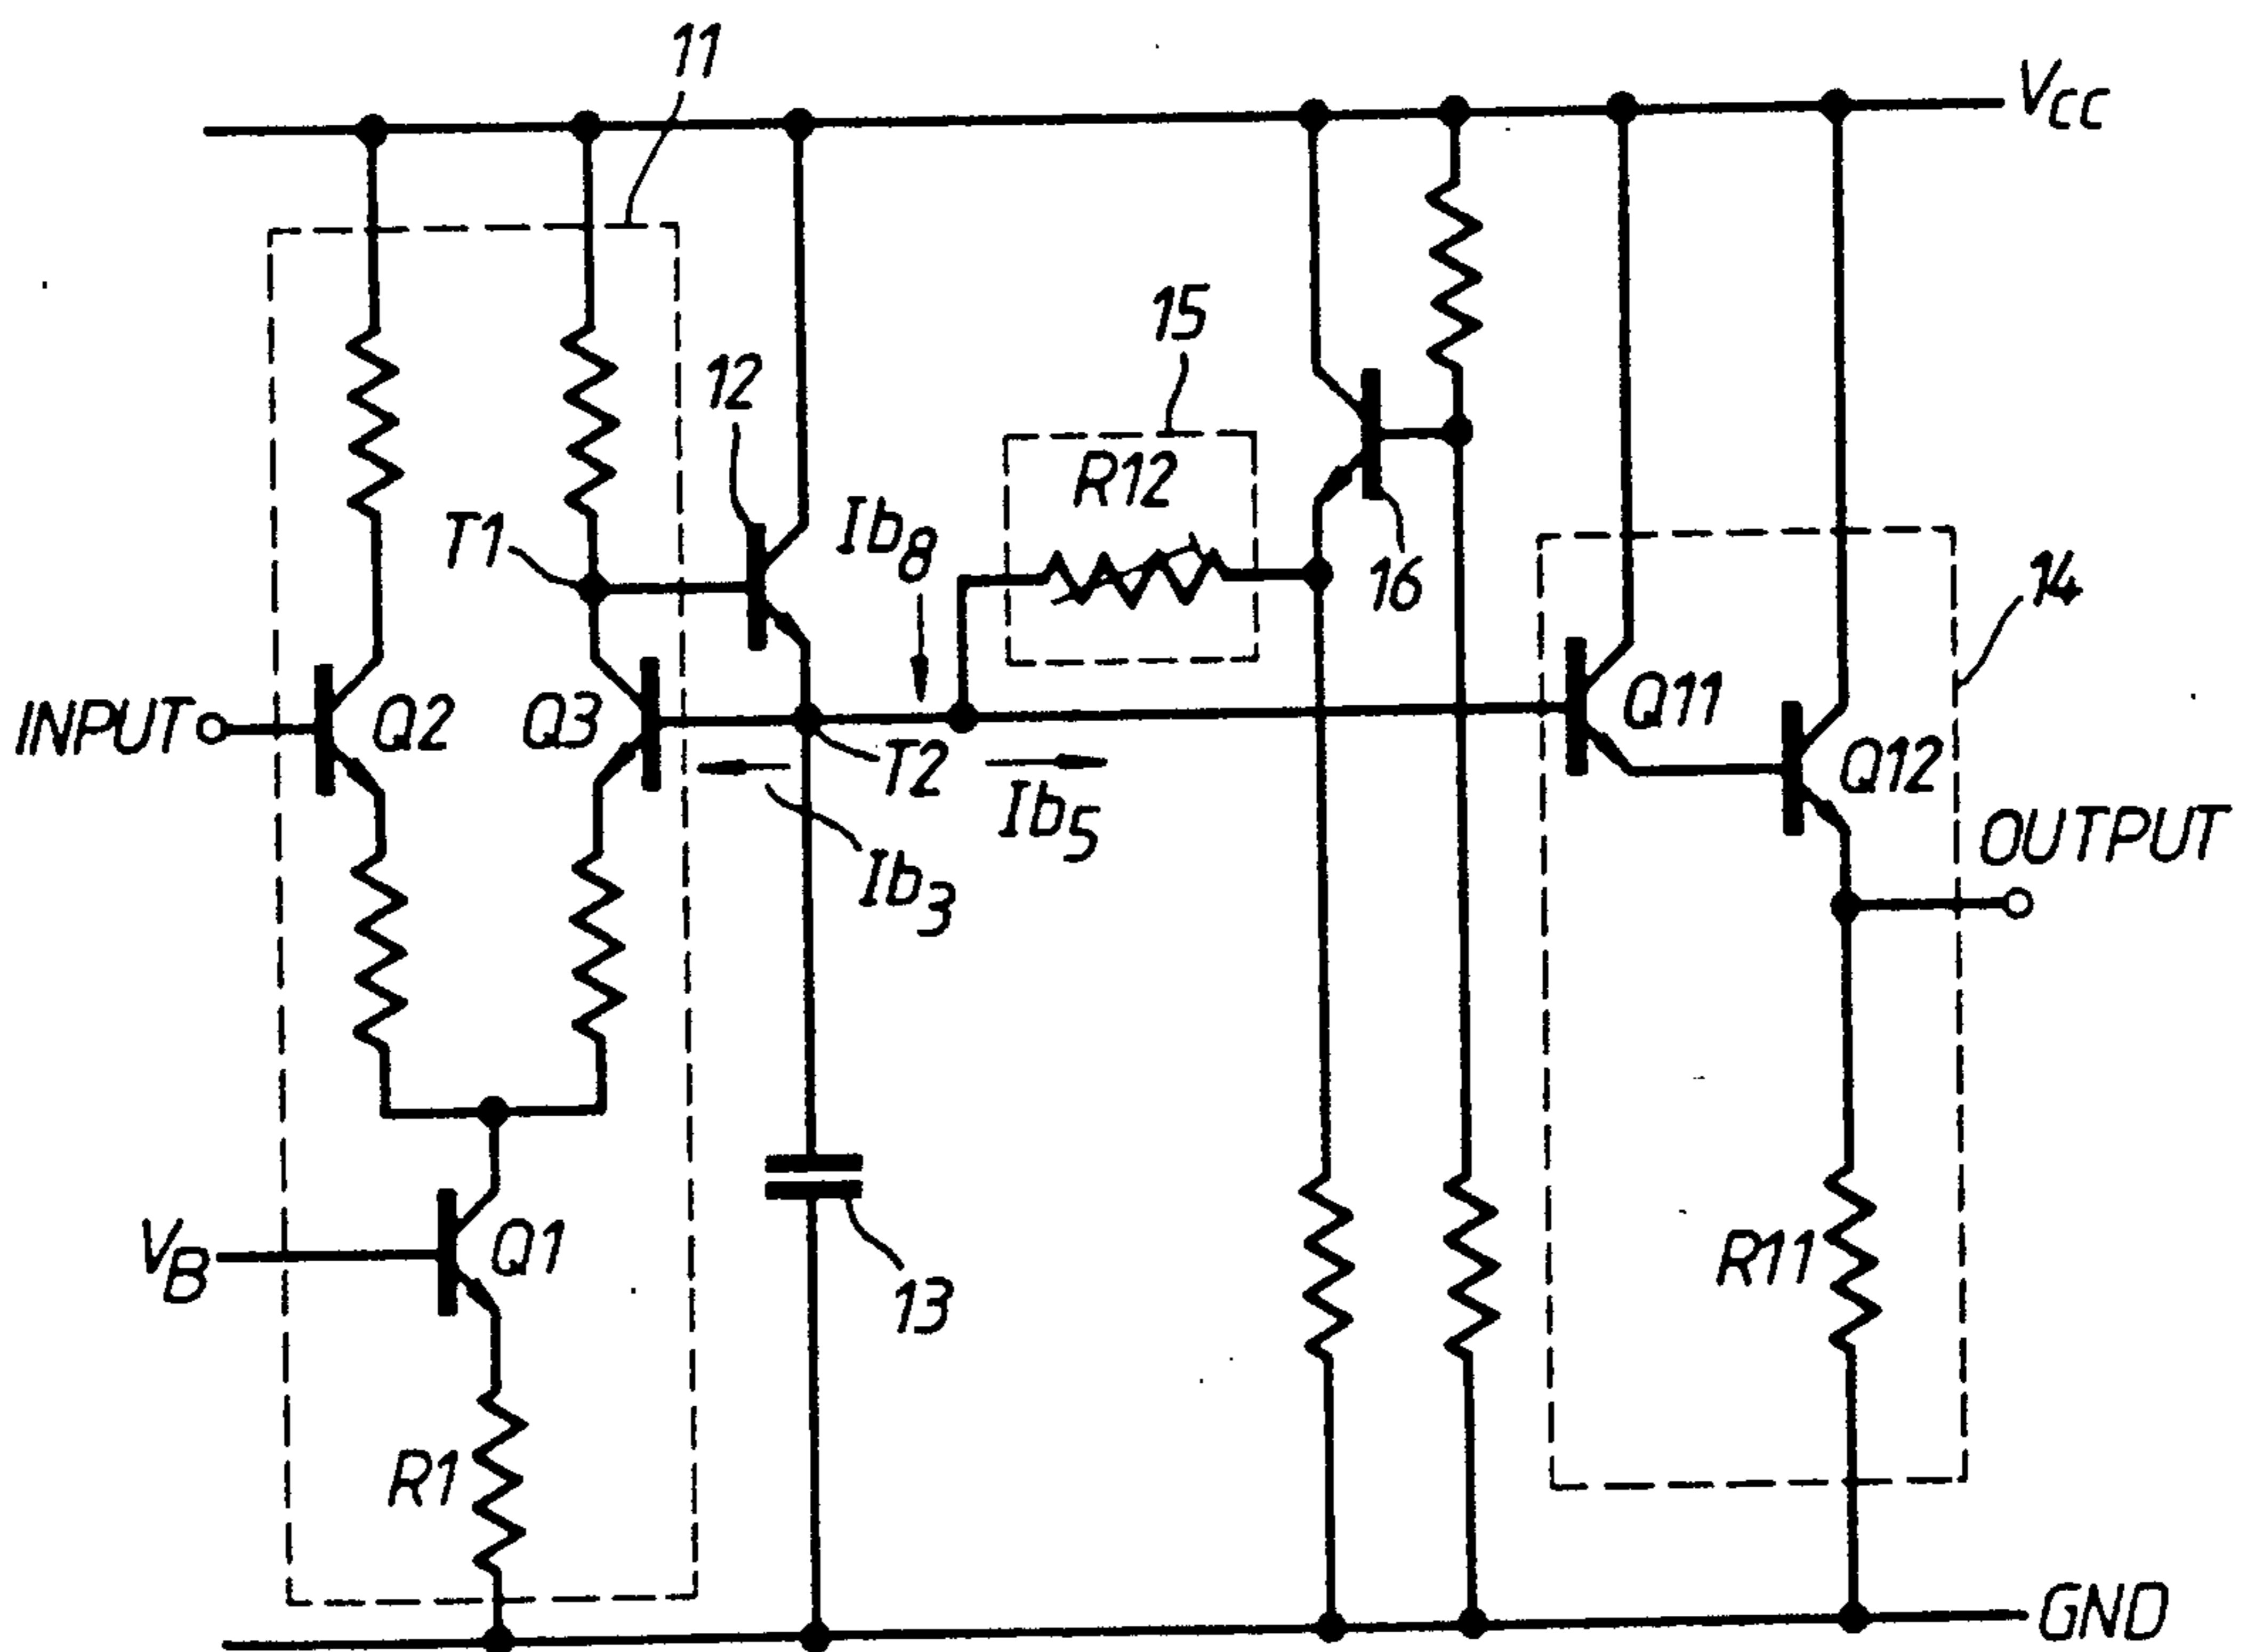 11
VCC
15
12
R12
Ib8
T1
16
14
INPUT
Q2
Q3
T2
Q11
Q12
Ib5
OUTPUT
Ib3
VB
Q1
13
R11
R1
GND